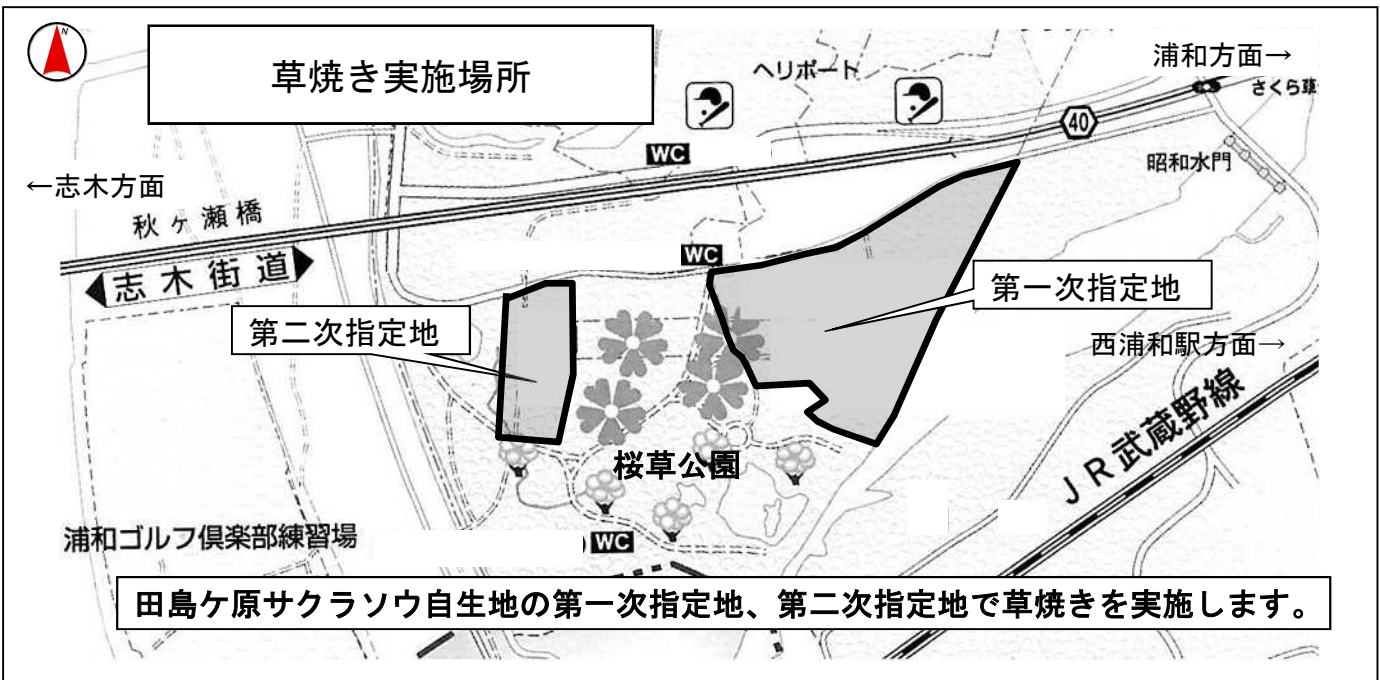 N
草焼き実施場所
ヘリポート
浦和方面→
さくら草
40
WC
昭和水門
←志木方面
秋ヶ瀬橋
志木街道
WC
第一次指定地
第二次指定地
西浦和駅方面→
JR武蔵野線
桜草公園
浦和ゴルフ倶楽部練習場
WC
田島ケ原サクラソウ自生地の第一次指定地、第二次指定地で草焼きを実施します。